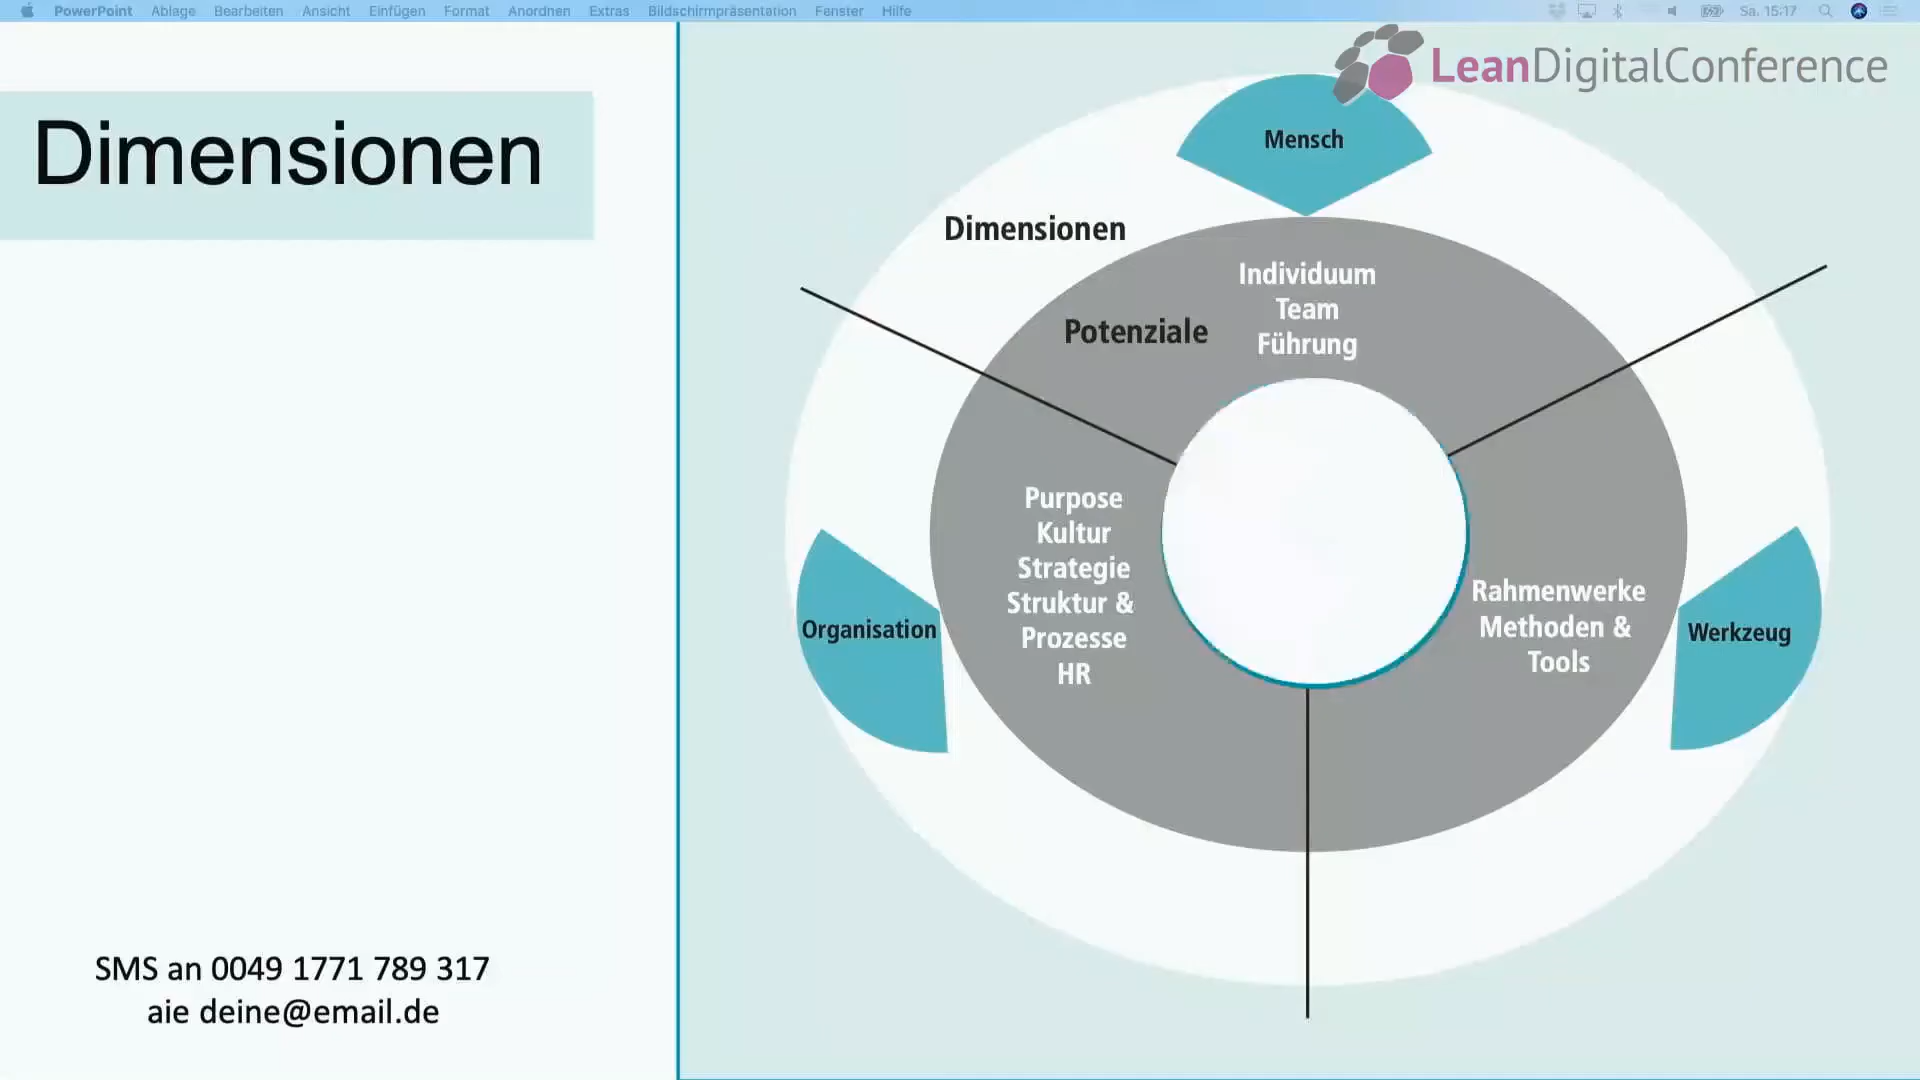 PowerPoint Ablage Bearbeiten Ansicht Einfügen Format Anordnen Extras Bildschirmpräsentation Fenster Hilfe Sa. 15:17
LeanDigitalConference
Dimensionen
Mensch
Dimensionen
Individuum
Team
Führung
Potenziale
Purpose
Kultur
Strategie
Struktur &
Prozesse
HR
Organisation
Rahmenwerke
Methoden &
Tools
Werkzeug
SMS an 0049 1771 789 317
aie deine@email.de